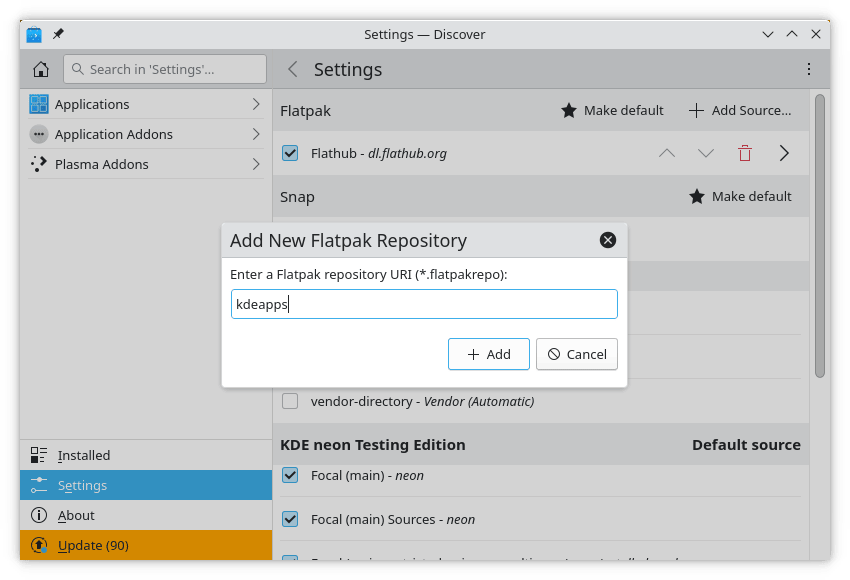 Settings — Discover
Search in 'Settings'...
Settings
Applications
Application Addons
Plasma Addons
Installed
Settings
About
Update (90)
Flatpak
Make default
Add Source...
Flathub - dl.flathub.org
Snap
Make default
Add New Flatpak Repository
Enter a Flatpak repository URI (*.flatpakrepo):
kdeapps
Add
Cancel
vendor-directory - Vendor (Automatic)
KDE neon Testing Edition
Default source
Focal (main) - neon
Focal (main) Sources - neon